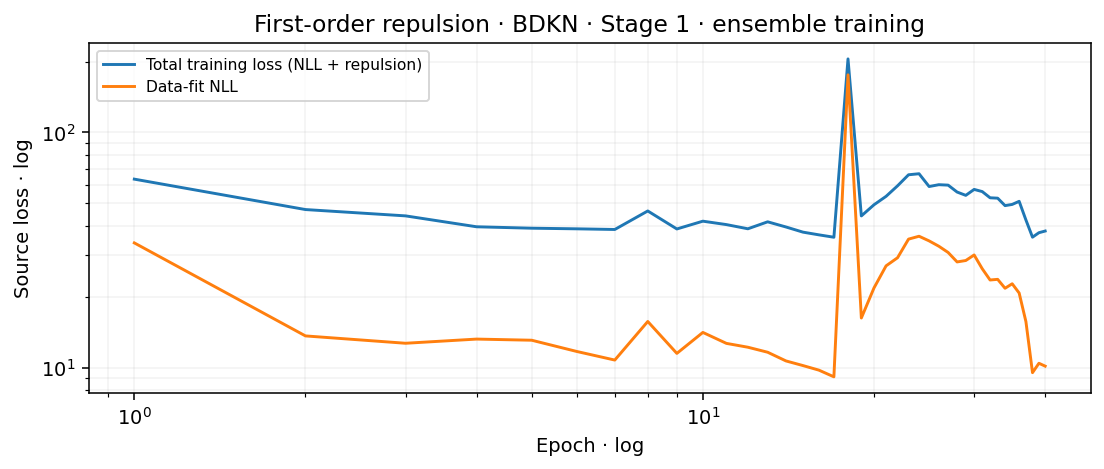 First-order repulsion · BDKN · Stage 1 · ensemble training
Total training loss (NLL + repulsion)
Data-fit NLL
Source loss · log
10²
10¹
10⁰
10¹
Epoch · log